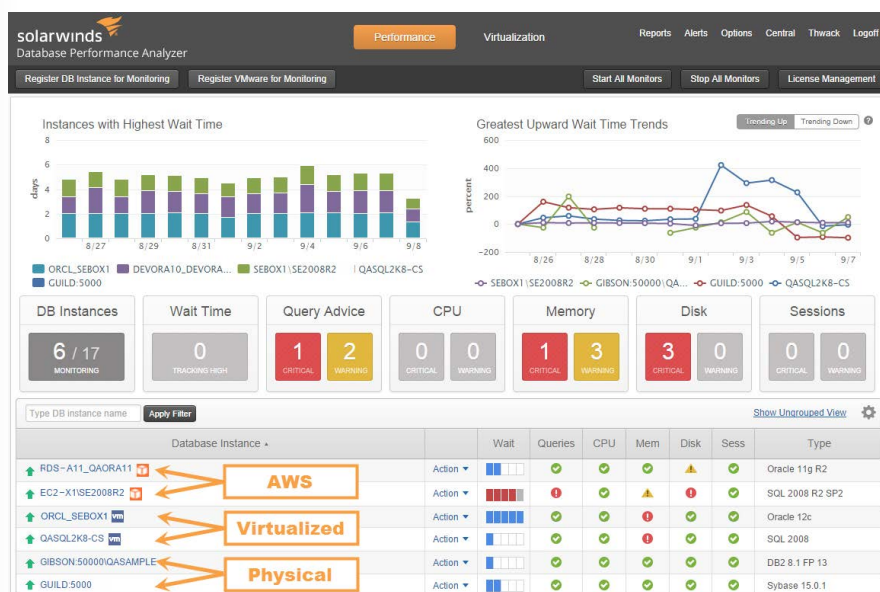 solarwinds
Database Performance Analyzer
Performance
Virtualization
Reports Alerts Options Central Thwack Logoff
Register DB Instance for Monitoring
Register VMware for Monitoring
Start All Monitors
Stop All Monitors
License Management
Instances with Highest Wait Time
8
6
4
2
0
days
8/27 8/29 8/31 9/2 9/4 9/6 9/8
ORCL_SEBOX1 DEVORA10_DEVORA... SEBOX1\SE2008R2 QASQL2K8-CS
GUILD:5000
Greatest Upward Wait Time Trends
Trending Up Trending Down ?
600
400
200
0
-200
percent
8/26 8/28 8/30 9/1 9/3 9/5 9/7
SEBOX1\SE2008R2 GIBSON:50000\QA... GUILD:5000 QASQL2K8-CS
DB Instances Wait Time Query Advice CPU Memory Disk Sessions
6 / 17 0 1 2 0 0 1 3 3 0 0 0
MONITORING TRACKING HIGH CRITICAL WARNING CRITICAL WARNING CRITICAL WARNING CRITICAL WARNING CRITICAL WARNING
Type DB instance name Apply Filter Show Ungrouped View
Database Instance Wait Queries CPU Mem Disk Sess Type
RDS-A11_QAORA11 Action Oracle 11g R2
AWS
EC2-X1\SE2008R2 Action SQL 2008 R2 SP2
ORCL_SEBOX1 vm Action Oracle 12c
Virtualized
QASQL2K8-CS vm Action SQL 2008
GIBSON:50000\QASAMPLE Action DB2 8.1 FP 13
Physical
GUILD:5000 Action Sybase 15.0.1